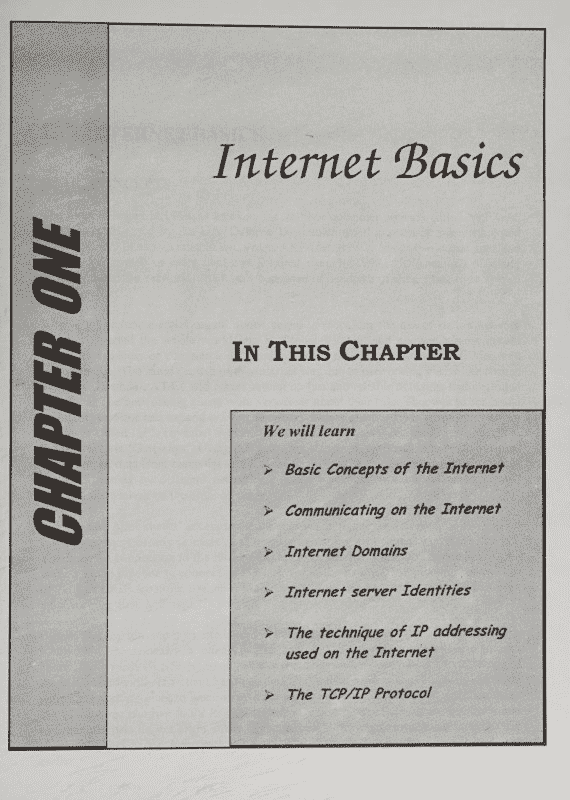 CHAPTER ONE
Internet Basics
IN THIS CHAPTER
We will learn
➢ Basic Concepts of the Internet
➢ Communicating on the Internet
➢ Internet Domains
➢ Internet server Identities
➢ The technique of IP addressing
used on the Internet
➢ The TCP/IP Protocol